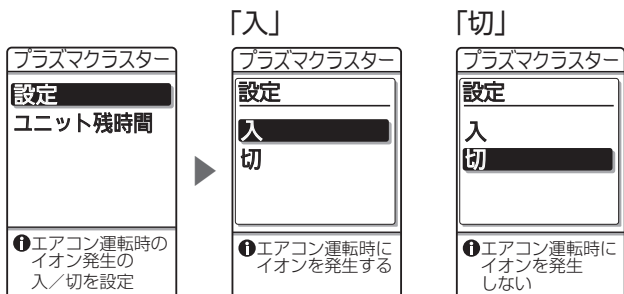 「入」
「切」
プラズマクラスター
設定
ユニット残時間
❶エアコン運転時の
イオン発生の
入／切を設定
プラズマクラスター
設定
入
切
❶エアコン運転時に
イオンを発生する
プラズマクラスター
設定
入
切
❶エアコン運転時に
イオンを発生
しない